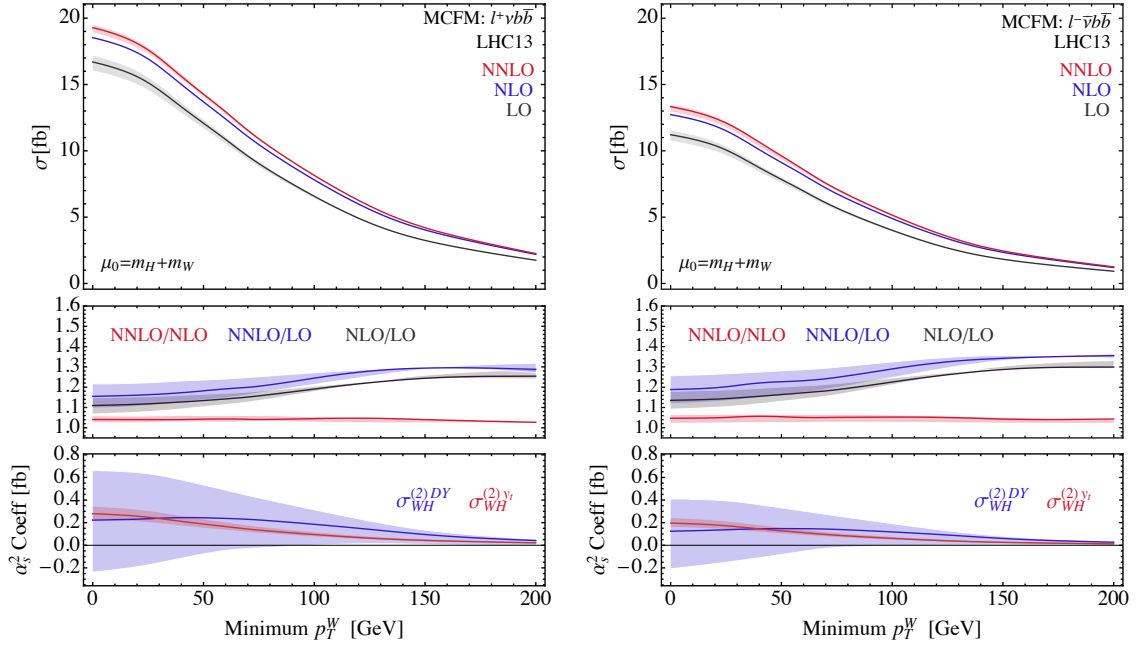 MCFM: l⁺νbb̅
LHC13
NNLO
NLO
LO
μ₀=m_H+m_W
σ[fb]
20
15
10
5
0
NNLO/NLO NNLO/LO NLO/LO
1.6
1.5
1.4
1.3
1.2
1.1
1.0
σ_WH^(2) DY σ_WH^(2) y_t
α_s² Coeff [fb]
0.8
0.6
0.4
0.2
0.0
−0.2
0 50 100 150 200
Minimum p_T^W [GeV]
MCFM: l⁻ν̅bb̅
LHC13
NNLO
NLO
LO
μ₀=m_H+m_W
σ[fb]
20
15
10
5
0
NNLO/NLO NNLO/LO NLO/LO
1.6
1.5
1.4
1.3
1.2
1.1
1.0
σ_WH^(2) DY σ_WH^(2) y_t
α_s² Coeff [fb]
0.8
0.6
0.4
0.2
0.0
−0.2
0 50 100 150 200
Minimum p_T^W [GeV]